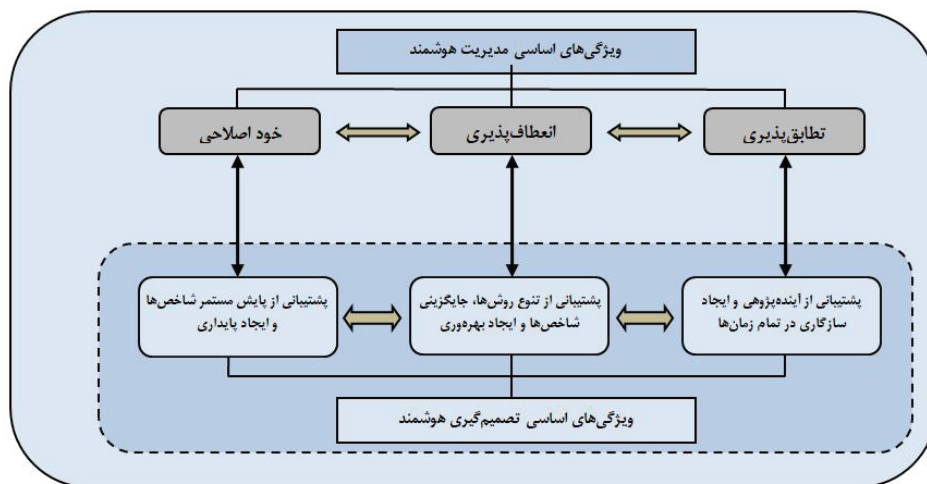 ویژگی‌های اساسی مدیریت هوشمند
تطابق‌پذیری
انعطاف‌پذیری
خود اصلاحی
پشتیبانی از آینده‌پژوهی و ایجاد
سازگاری در تمام زمان‌ها
پشتیبانی از تنوع روش‌ها، جایگزینی
شاخص‌ها و ایجاد بهره‌وری
پشتیبانی از پایش مستمر شاخص‌ها
و ایجاد پایداری
ویژگی‌های اساسی تصمیم‌گیری هوشمند